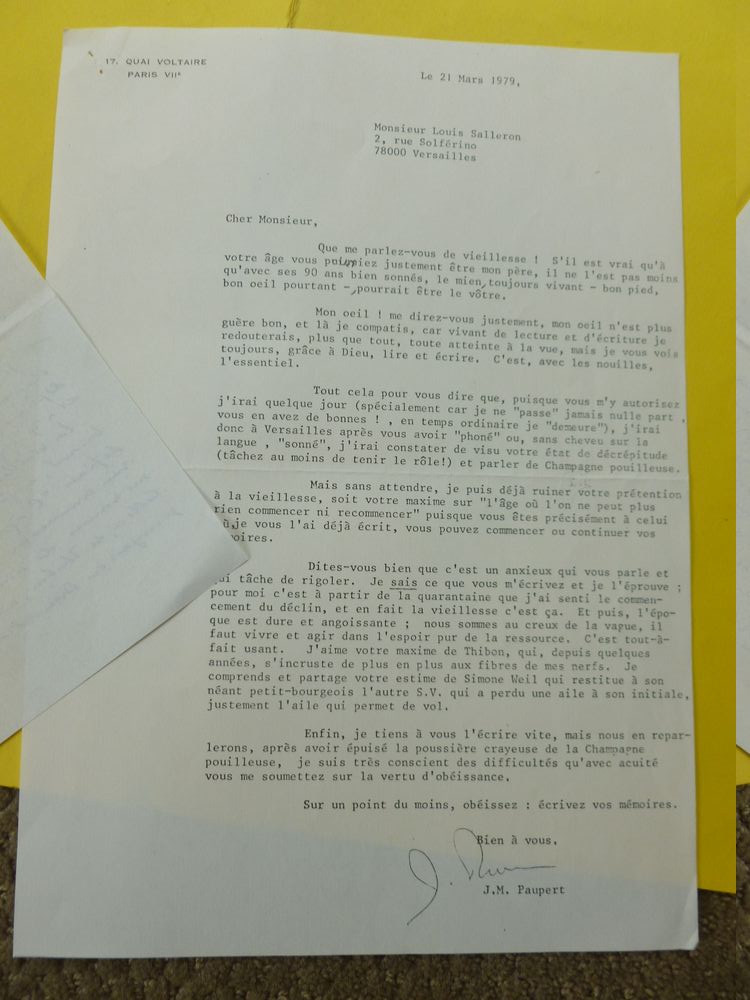 17, QUAI VOLTAIRE
PARIS VIIᵉ
Le 21 Mars 1979,
Monsieur Louis Salleron
2, rue Solférino
78000 Versailles
Cher Monsieur,
Que me parlez-vous de vieillesse ! S'il est vrai qu'à
votre âge vous pourriez justement être mon père, il ne l'est pas moins
qu'avec ses 90 ans bien sonnés, le mien, toujours vivant - bon pied,
bon oeil pourtant -, pourrait être le vôtre.
Mon oeil ! me direz-vous justement, mon oeil n'est plus
guère bon, et là je compatis, car vivant de lecture et d'écriture je
redouterais, plus que tout, toute atteinte à la vue, mais je vous vois
toujours, grâce à Dieu, lire et écrire. C'est, avec les nouilles,
l'essentiel.
Tout cela pour vous dire que, puisque vous m'y autorisez
j'irai quelque jour (spécialement car je ne "passe" jamais nulle part ,
vous en avez de bonnes ! , en temps ordinaire je "demeure"), j'irai
donc à Versailles après vous avoir "phoné" ou, sans cheveu sur la
langue , "sonné", j'irai constater de visu votre état de décrépitude
(tâchez au moins de tenir le rôle!) et parler de Champagne pouilleuse.
Mais sans attendre, je puis déjà ruiner votre prétention
à la vieillesse, soit votre maxime sur "l'âge où l'on ne peut plus
rien commencer ni recommencer" puisque vous êtes précisément à celui
où, je vous l'ai déjà écrit, vous pouvez commencer ou continuer vos
oires.
Dites-vous bien que c'est un anxieux qui vous parle et
qui tâche de rigoler. Je sais ce que vous m'écrivez et je l'éprouve ;
pour moi c'est à partir de la quarantaine que j'ai senti le commen-
cement du déclin, et en fait la vieillesse c'est ça. Et puis, l'épo-
que est dure et angoissante ; nous sommes au creux de la vague, il
faut vivre et agir dans l'espoir pur de la ressource. C'est tout-à-
fait usant. J'aime votre maxime de Thibon, qui, depuis quelques
années, s'incruste de plus en plus aux fibres de mes nerfs. Je
comprends et partage votre estime de Simone Weil qui restitue à son
néant petit-bourgeois l'autre S.V. qui a perdu une aile à son initiale,
justement l'aile qui permet de vol.
Enfin, je tiens à vous l'écrire vite, mais nous en repar-
lerons, après avoir épuisé la poussière crayeuse de la Champagne
pouilleuse, je suis très conscient des difficultés qu'avec acuité
vous me soumettez sur la vertu d'obéissance.
Sur un point du moins, obéissez : écrivez vos mémoires.
Bien à vous,
J.M. Paupert